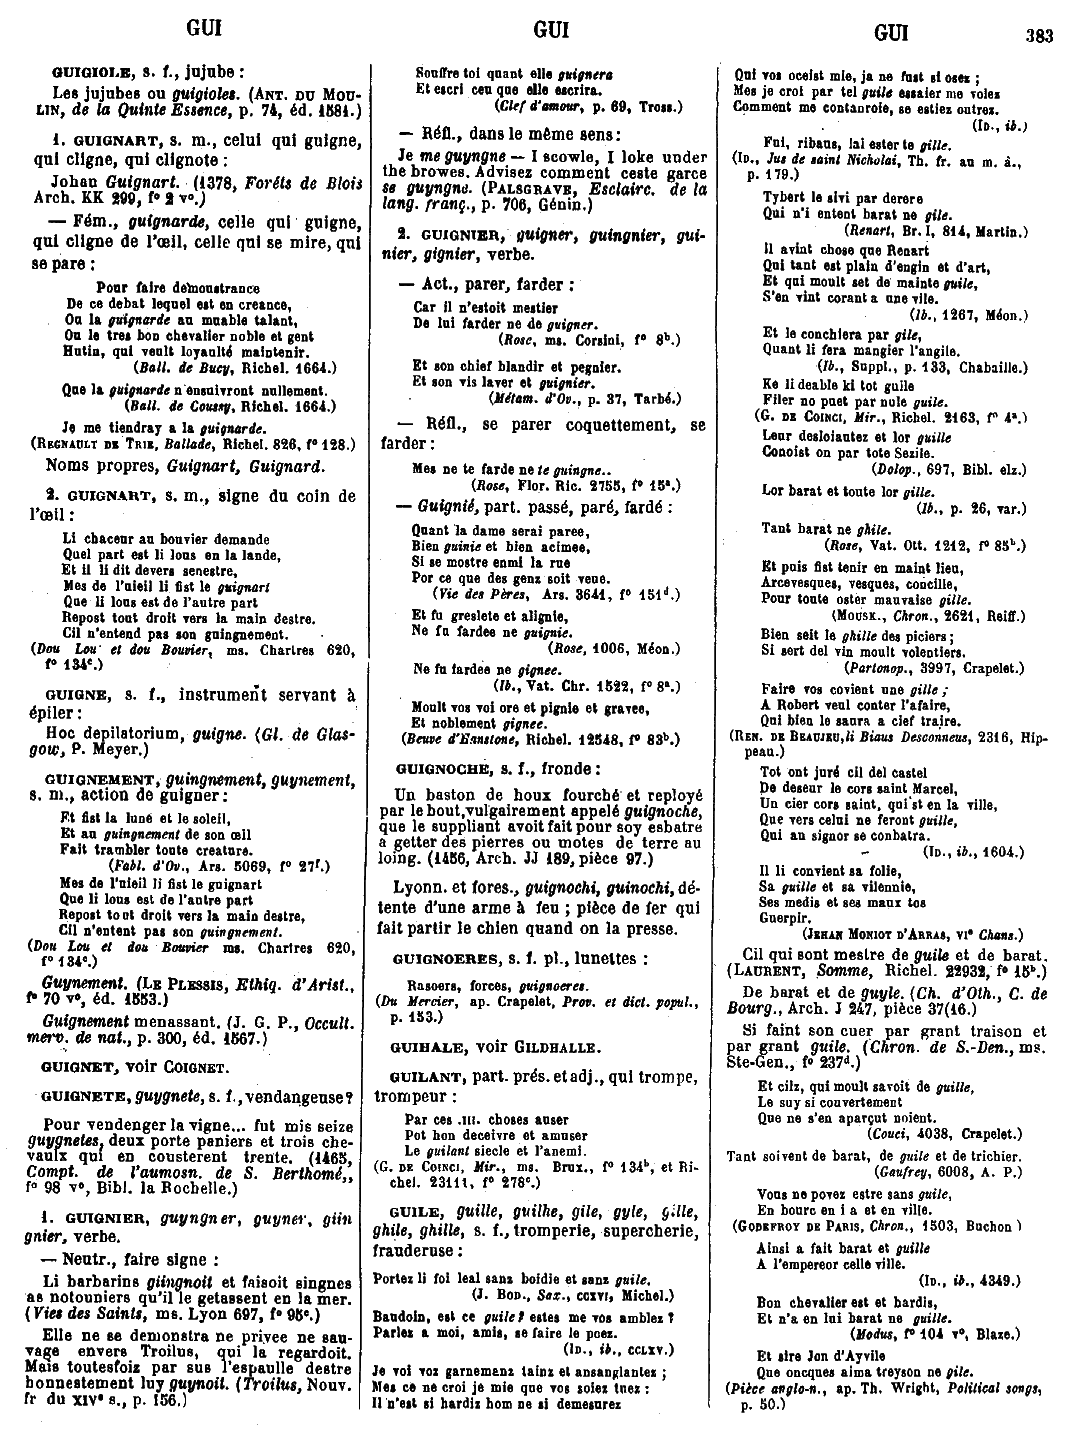 GUI
GUI
GUI
383
GUIGIOLE, s. f., jujube :
Les jujubes ou guigioles. (ANT. DU MOU-
LIN, de la Quinte Essence, p. 74, éd. 1581.)
1. GUIGNART, s. m., celui qui guigne,
qui cligne, qui clignote :
Johan Guignart. (1378, Forêts de Blois
Arch. KK 299, f° 2 v°.)
— Fém., guignarde, celle qui guigne,
qui cligne de l'œil, celle qui se mire, qui
se pare :
Pour faire demonstrance
De ce debat lequel est en creance,
Ou la guignarde au muable talant,
Ou le tres bon chevalier noble et gent
Hutin, qui veult loyaulté maintenir.
(Ball. de Bucy, Richel. 1664.)
Que la guignarde n'ensuivront nullement.
(Ball. de Coussy, Richel. 1664.)
Je me tiendray a la guignarde.
(REGNAULT DE TRIE, Ballade, Richel. 826, f° 128.)
Noms propres, Guignart, Guignard.
2. GUIGNART, s. m., signe du coin de
l'œil :
Li chaceur au bouvier demande
Quel part est li lous en la lande,
Et il li dit devers senestre,
Mes de l'uieil li fist le guignart
Que li lous est de l'autre part
Repost tout droit vers la main destre.
Cil n'entend pas son guingnement.
(Dou Lou et dou Bouvier, ms. Chartres 620,
f° 134c.)
GUIGNE, s. f., instrument servant à
épiler :
Hoc depilatorium, guigne. (Gl. de Glas-
gow, P. Meyer.)
GUIGNEMENT, guingnement, guynement,
s. m., action de guigner :
Et fist la lune et le soleil,
Et au guingnement de son œil
Fait trambler toute creature.
(Fabl. d'Ov., Ars. 5069, f° 27f.)
Mes de l'uieil li fist le guignart
Que li lous est de l'autre part
Repost tout droit vers la main destre,
Cil n'entent pas son guingnement.
(Dou Lou et dou Bouvier ms. Chartres 620,
f° 134c.)
Guynement. (LE PLESSIS, Ethiq. d'Arist.,
f° 70 v°, éd. 1553.)
Guignement menassant. (J. G. P., Occult.
merv. de nat., p. 300, éd. 1567.)
GUIGNET, voir COIGNET.
GUIGNETE, guygnete, s. f., vendangeuse?
Pour vendenger la vigne... fut mis seize
guygnetes, deux porte paniers et trois che-
vaulx qui en cousterent trente. (1465,
Compt. de l'aumosn. de S. Berthomé,,
f° 98 v°, Bibl. la Rochelle.)
1. GUIGNIER, guyngner, guyner, giin
gnier, verbe.
— Neutr., faire signe :
Li barbarins giingnoit et faisoit singnes
as notouniers qu'il le getassent en la mer.
(Vies des Saints, ms. Lyon 697, f° 95c.)
Elle ne se demonstra ne privee ne sau-
vage envers Troilus, qui la regardoit.
Mais toutesfoiz par sus l'espaulle destre
honnestement luy guynoit. (Troilus, Nouv.
fr du XIVe s., p. 156.)
Souffre toi quant elle guignera
Et escri ceu que elle escrira.
(Clef d'amour, p. 69, Tross.)
— Réfl., dans le même sens :
Je me guyngne — I scowle, I loke under
the browes. Advisez comment ceste garce
se guyngne. (PALSGRAVE, Esclairc. de la
lang. franç., p. 706, Génin.)
2. GUIGNIER, guigner, guingnier, gui-
nier, gignier, verbe.
— Act., parer, farder :
Car il n'estoit mestier
De lui farder ne de guigner.
(Rose, ms. Corsini, f° 8b.)
Et son chief blandir et pegnier.
Et son vis laver et guignier.
(Métam. d'Ov., p. 37, Tarbé.)
— Réfl., se parer coquettement, se
farder :
Mes ne te farde ne te guingne..
(Rose, Flor. Ric. 2755, f° 15a.)
— Guignié, part. passé, paré, fardé :
Quant la dame serai paree,
Bien guinie et bien acimee,
Si se mostre enmi la rue
Por ce que des genz soit veue.
(Vie des Pères, Ars. 3641, f° 151d.)
Et fu greslete et alignie,
Ne fu fardee ne guignie.
(Rose, 1006, Méon.)
Ne fu fardee ne gignee.
(Ib., Vat. Chr. 1522, f° 8a.)
Moult vos voi ore et pignie et gravee,
Et noblement gignee.
(Beuve d'Hanstone, Richel. 12548, f° 83b.)
GUIGNOCHE, s. f., fronde :
Un baston de houx fourché et reployé
par le bout, vulgairement appelé guignoche,
que le suppliant avoit fait pour soy esbatre
a getter des pierres ou motes de terre au
loing. (1456, Arch. JJ 189, pièce 97.)
Lyonn. et fores., guignochi, guinochi, dé-
tente d'une arme à feu ; pièce de fer qui
fait partir le chien quand on la presse.
GUIGNOERES, s. f. pl., lunettes :
Rasoers, forces, guignoeres.
(Du Mercier, ap. Crapelet, Prov. et dict. popul.,
p. 153.)
GUIHALE, voir GILDHALLE.
GUILANT, part. prés. et adj., qui trompe,
trompeur :
Par ces .III. choses auser
Pot hon deceivre et amuser
Le guilant siecle et l'anemi.
(G. DE COINCI, Mir., ms. Brux., f° 134b, et Ri-
chel. 23111, f° 278c.)
GUILE, guille, guilhe, gile, gyle, gille,
ghile, ghille, s. f., tromperie, supercherie,
frauderuse :
Portez li foi leal sanz boidie et sanz guile.
(J. BOD., Sax., CCXVI, Michel.)
Baudoin, est ce guile? estes me vos amblez?
Parlez a moi, amis, se faire le poez.
(ID., ib., CCLXV.)
Je voi voz garnemenz tainz et ansanglantez ;
Mes ce ne croi je mie que vos soiez tuez :
Il n'est si hardiz hom ne si demesurez
Qui vos oceist mie, ja ne fust si osez ;
Mes je croi par tel guile essaier me volez
Comment me contanroie, se estiez outrez.
(ID., ib.)
Fui, ribaus, lai ester te gille.
(ID., Jus de saint Nicholai, Th. fr. au m. â.,
p. 179.)
Tybert le sivi par derere
Qui n'i entent barat ne gile.
(Renart, Br. I, 814, Martin.)
Il avint chose que Renart
Qui tant est plain d'engin et d'art,
Et qui moult set de mainte guile,
S'en vint corant a une vile.
(Ib., 1267, Méon.)
Et le conchiera par gile,
Quant li fera mangier l'angile.
(Ib., Suppl., p. 133, Chabaille.)
Ke li deable ki tot guile
Filer no puet par nule guile.
(G. DE COINCI, Mir., Richel. 2163, f° 4a.)
Leur desloiautez et lor guille
Conoist on par tote Sezile.
(Dolop., 697, Bibl. elz.)
Lor barat et toute lor gille.
(Ib., p. 26, var.)
Tant barat ne ghile.
(Rose, Vat. Ott. 1212, f° 85b.)
Et puis fist tenir en maint lieu,
Arcevesques, vesques, concille,
Pour toute oster mauvaise gille.
(MOUSK., Chron., 2621, Reiff.)
Bien seit le ghille des piciers ;
Si sert del vin moult volentiers.
(Partonop., 3997, Crapelet.)
Faire vos covient une gille ;
A Robert veul conter l'afaire,
Qui bien le saura a cief traire.
(REN. DE BEAUJEU, li Biaus Desconneus, 2316, Hip-
peau.)
Tot ont juré cil del castel
De deseur le cors saint Marcel,
Un cier cors saint, qui st en la ville,
Que vers celui ne feront guille,
Qui au signor se conbatra.
(ID., ib., 1604.)
Il li convient sa folie,
Sa guille et sa vilennie,
Ses medis et ses maux tos
Guerpir.
(JEHAN MONIOT D'ARRAS, VIe Chans.)
Cil qui sont mestre de guile et de barat.
(LAURENT, Somme, Richel. 22932, f° 15b.)
De barat et de guyle. (Ch. d'Oth., C. de
Bourg., Arch. J 247, pièce 37(16.)
Si faint son cuer par grant traison et
par grant guile. (Chron. de S.-Den., ms.
Ste-Gen., f° 237d.)
Et cilz, qui moult savoit de guille,
Le suy si couvertement
Que ne s'en aparçut noient.
(Couci, 4038, Crapelet.)
Tant soivent de barat, de guile et de trichier.
(Gaufrey, 6008, A. P.)
Vous ne povez estre sans guile,
En bourc en i a et en ville.
(GODEFROY DE PARIS, Chron., 1503, Buchon)
Ainsi a fait barat et guille
A l'empereor celle ville.
(ID., ib., 4349.)
Bon chevalier est et hardis,
Et n'a en lui barat ne guille.
(Modus, f° 104 v°, Blaze.)
Et sire Jon d'Ayvile
Que oncques aima treyson ne gile.
(Pièce anglo-n., ap. Th. Wright, Political songs,
p. 50.)